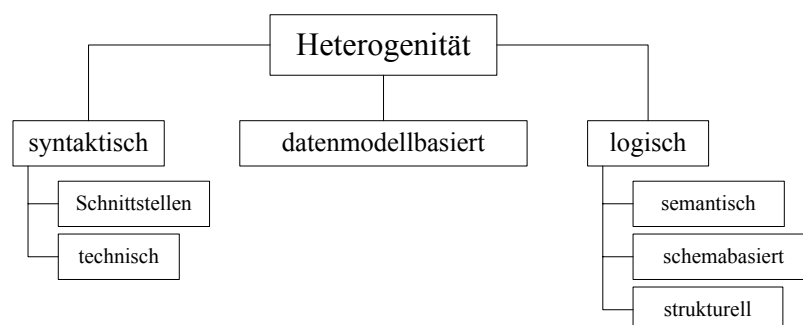 Heterogenität
syntaktisch
datenmodellbasiert
logisch
Schnittstellen
technisch
semantisch
schemabasiert
strukturell